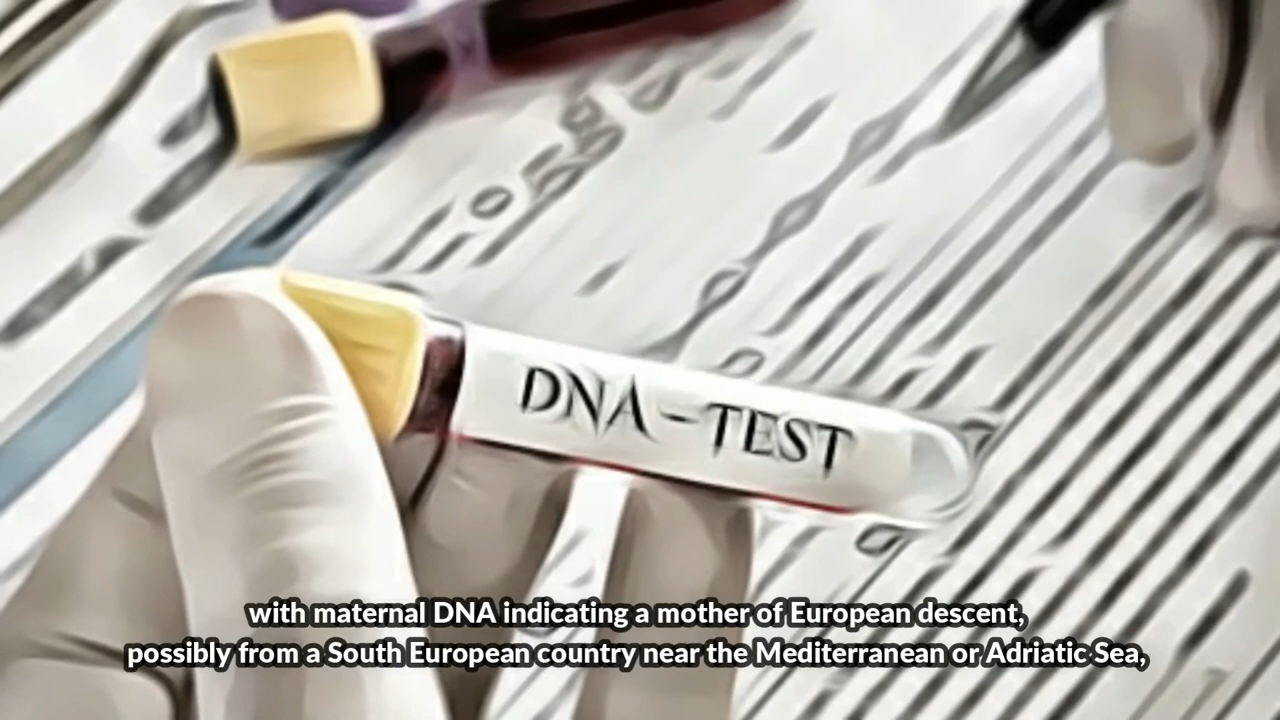 DNA-TEST
with maternal DNA indicating a mother of European descent,
possibly from a South European country near the Mediterranean or Adriatic Sea,